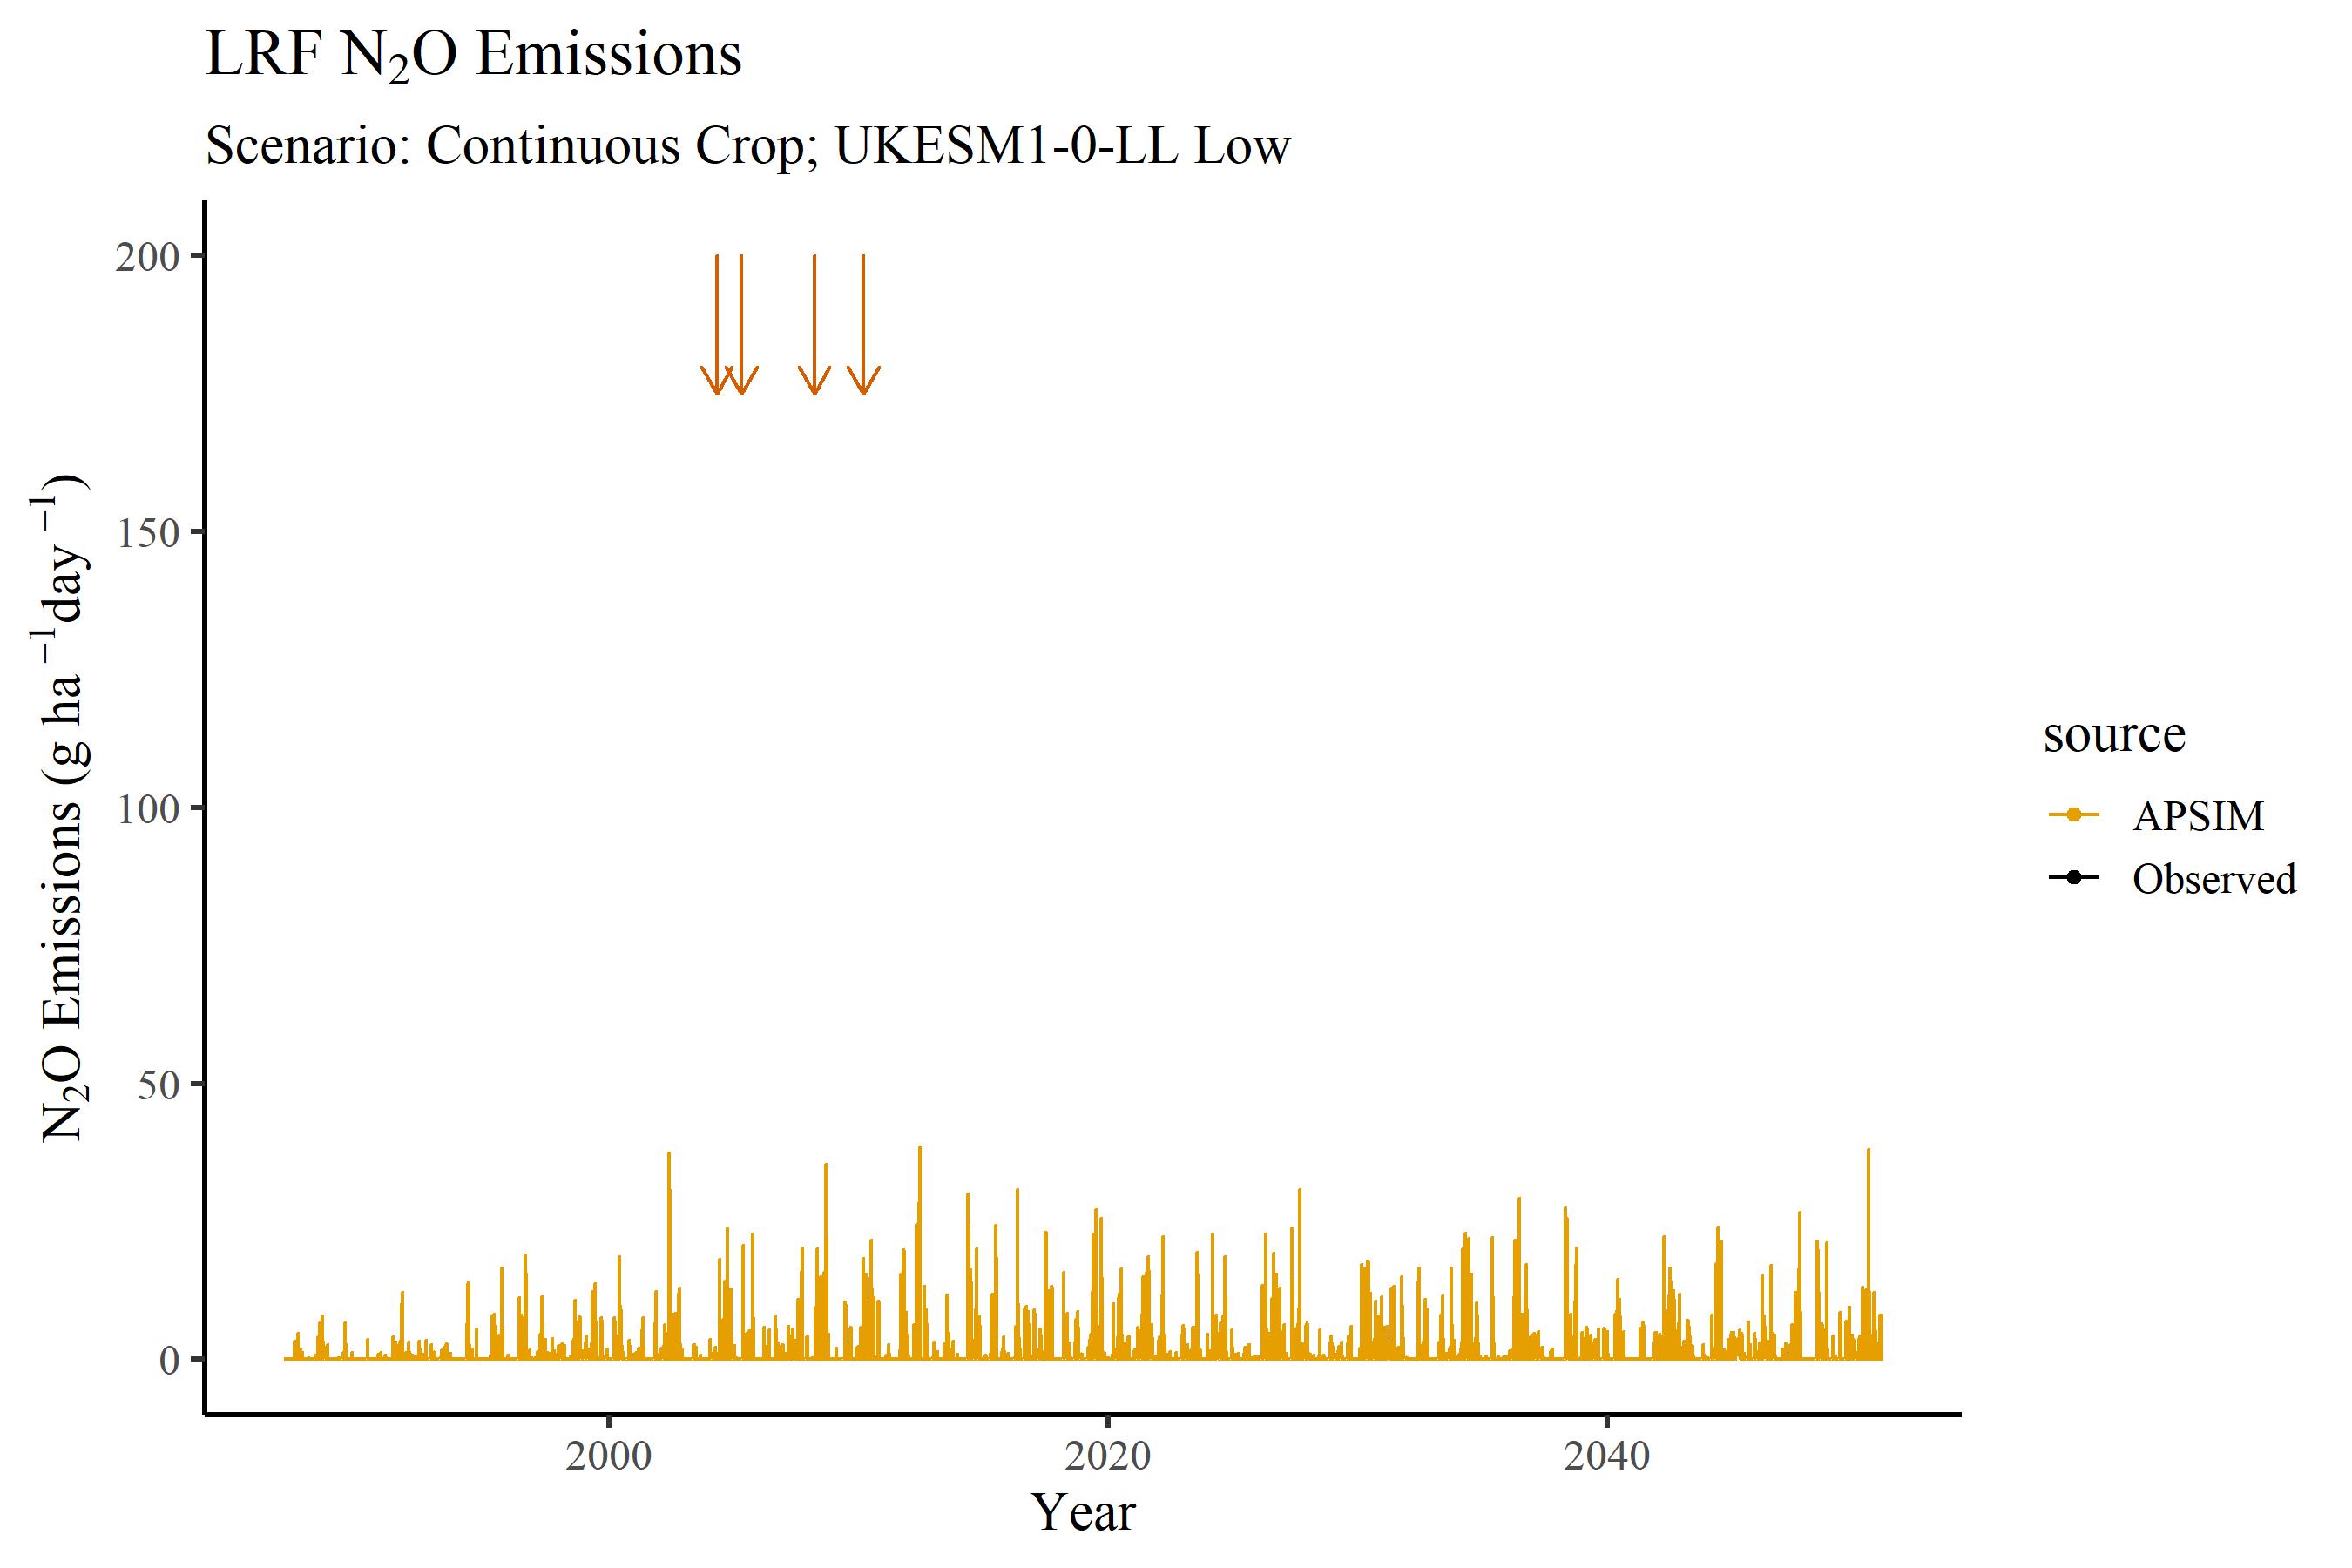 LRF N₂O Emissions
Scenario: Continuous Crop; UKESM1-0-LL Low
N₂O Emissions (g ha ⁻¹day ⁻¹)
200
150
100
50
0
2000 2020 2040
Year
source
APSIM
Observed